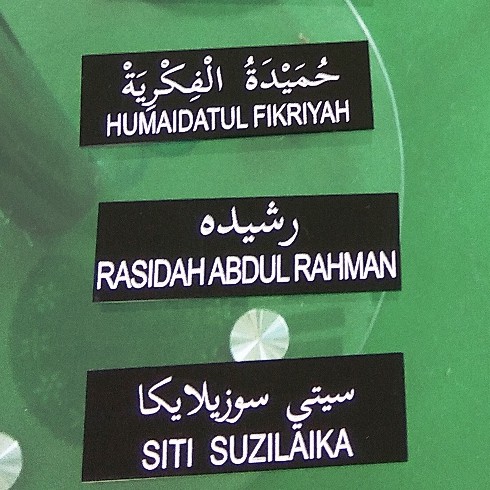 حُمَيْدَةُ الْفِكْرِيَةْ
HUMAIDATUL FIKRIYAH
رشيده
RASIDAH ABDUL RAHMAN
سيتي سوزيلايكا
SITI SUZILAIKA